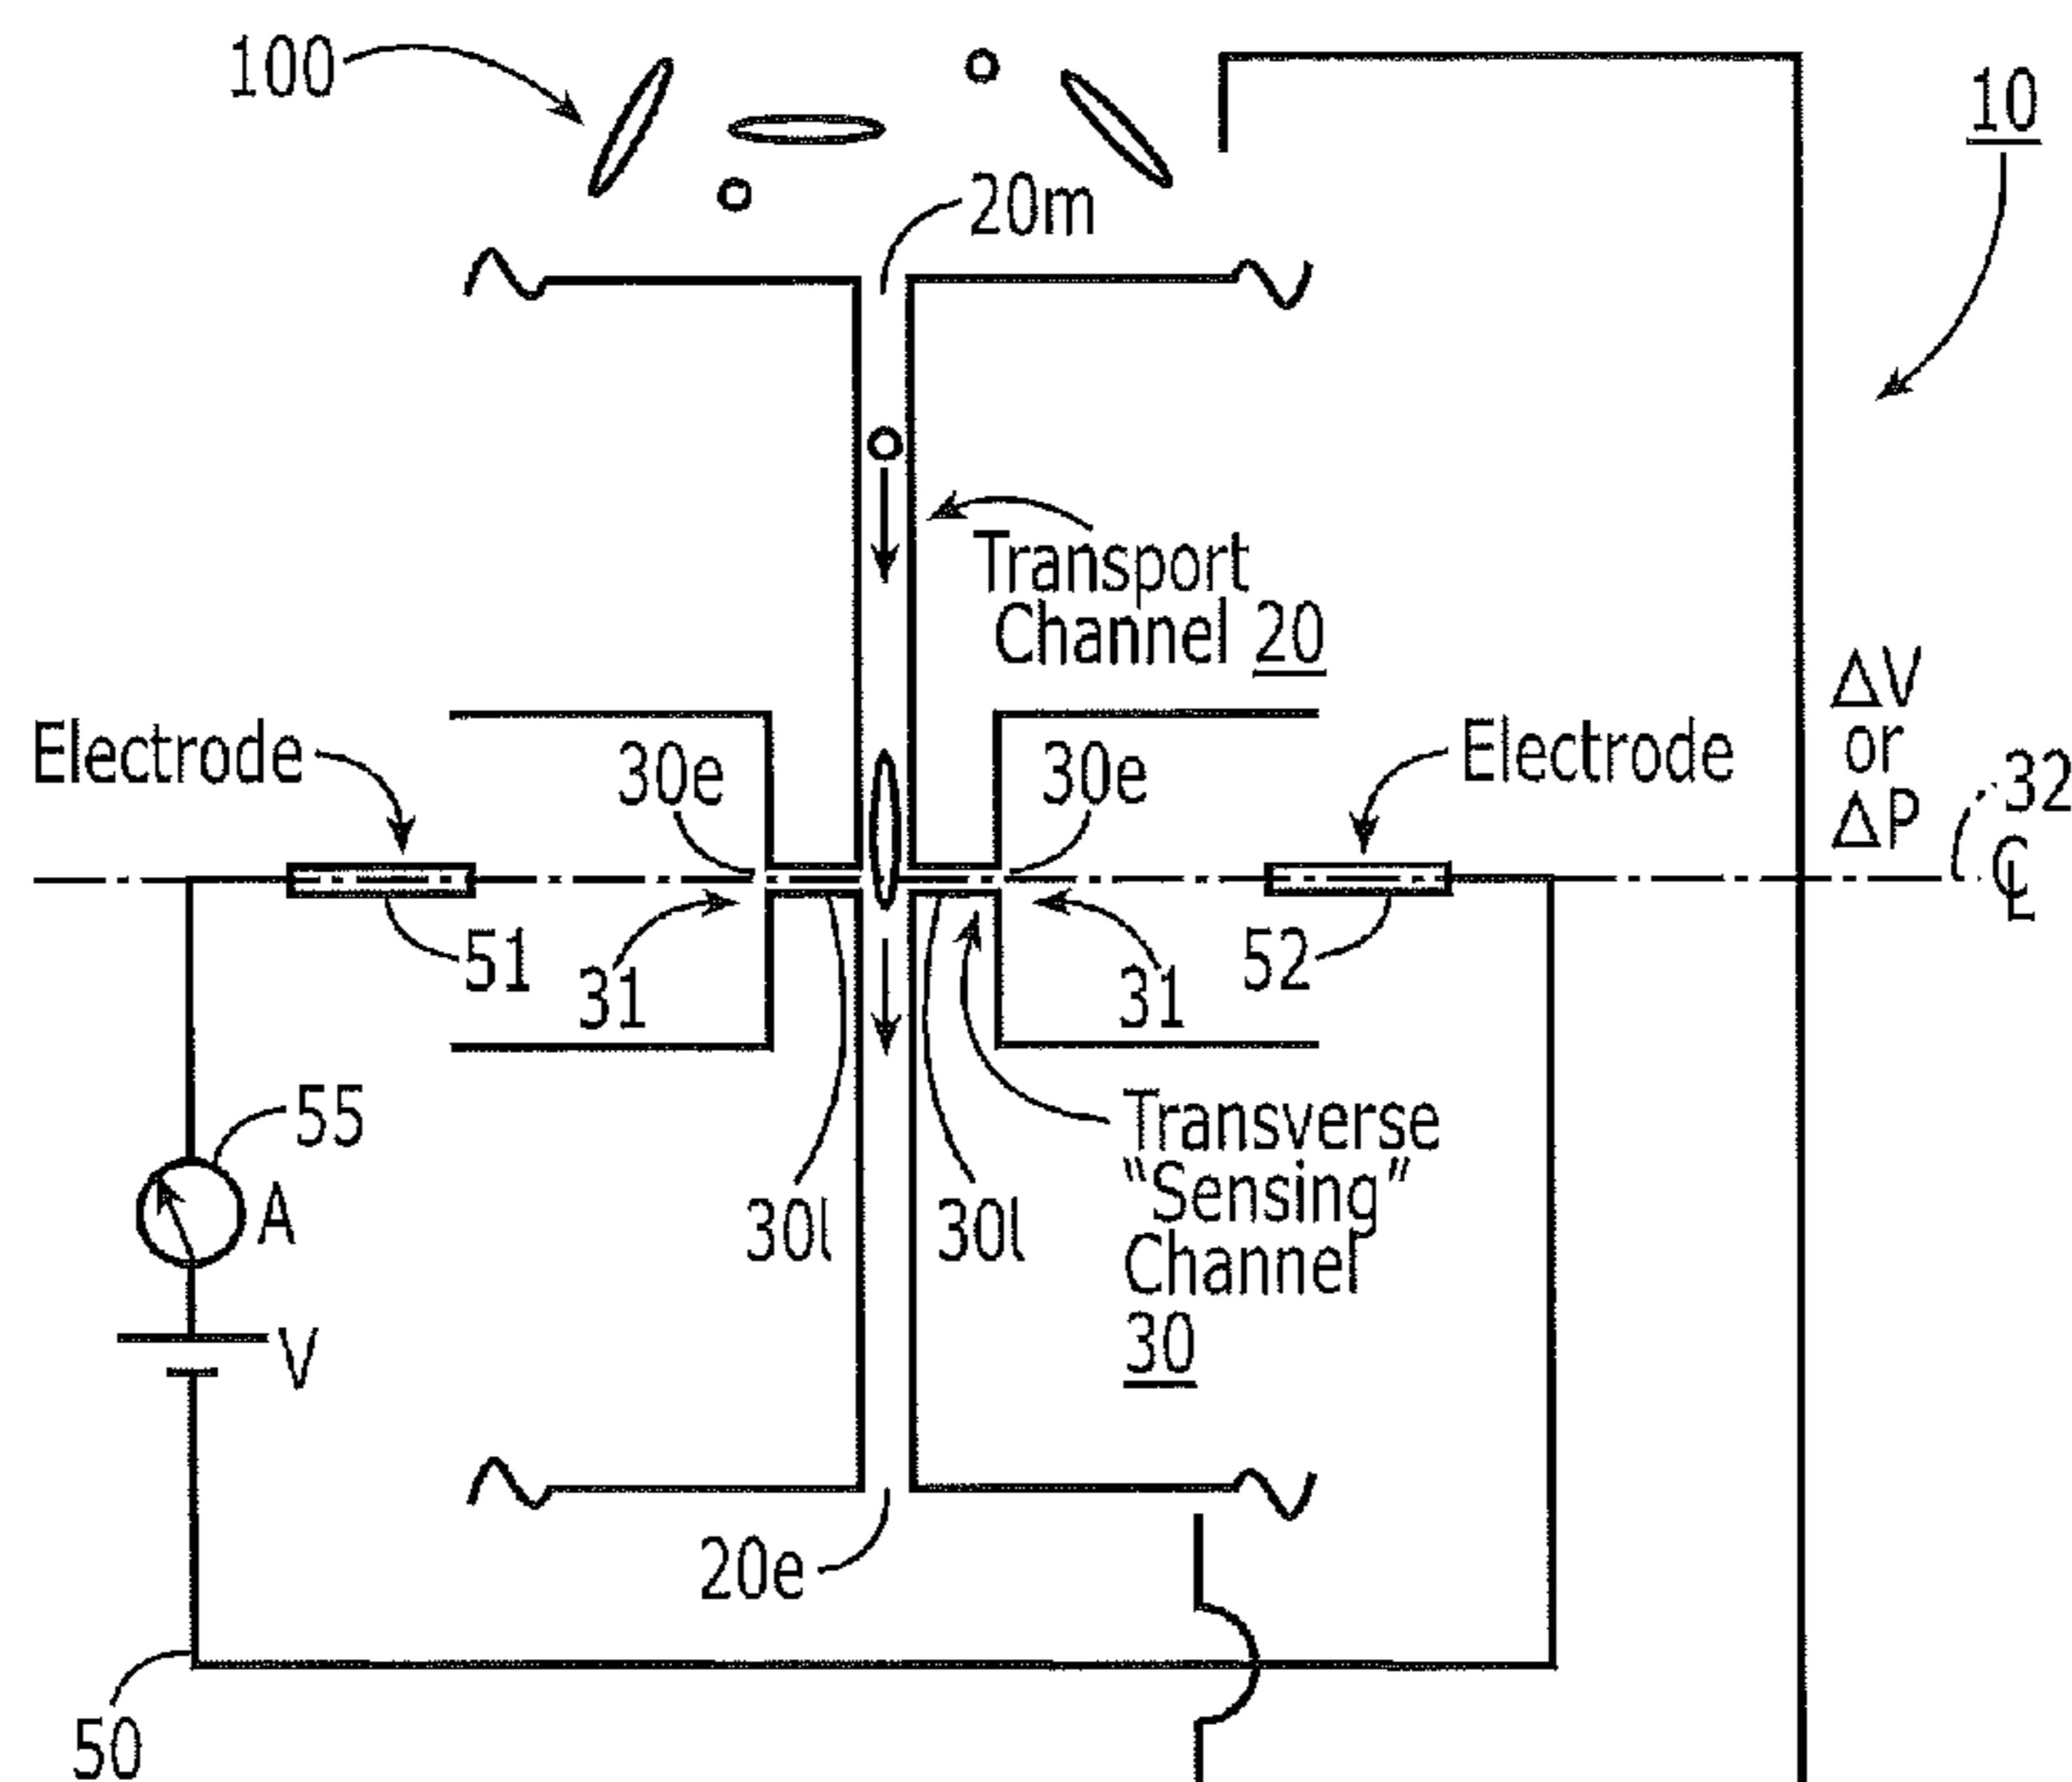 100
10
20m
Transport
Channel 20
ΔV
or
ΔP
Electrode
30e
30e
Electrode
32
℄
51
31
31
52
55
A
Transverse
"Sensing"
Channel
30
30l
30l
V
20e
50